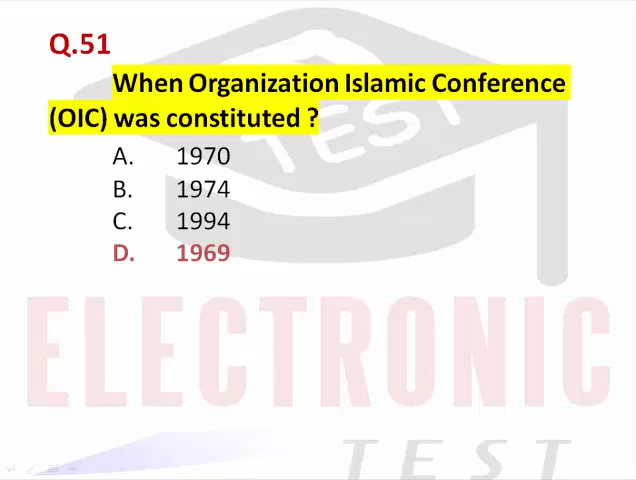 Q.51
When Organization Islamic Conference
(OIC) was constituted ?
A. 1970
B. 1974
C. 1994
D. 1969
TEST
ELECTRONIC
TEST